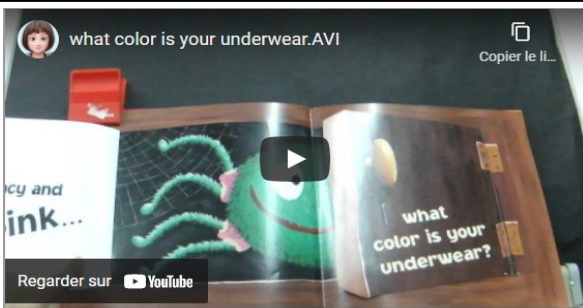 what color is your underwear.AVI
Copier le li...
cy and
ink...
what
color is your
underwear?
Regarder sur YouTube